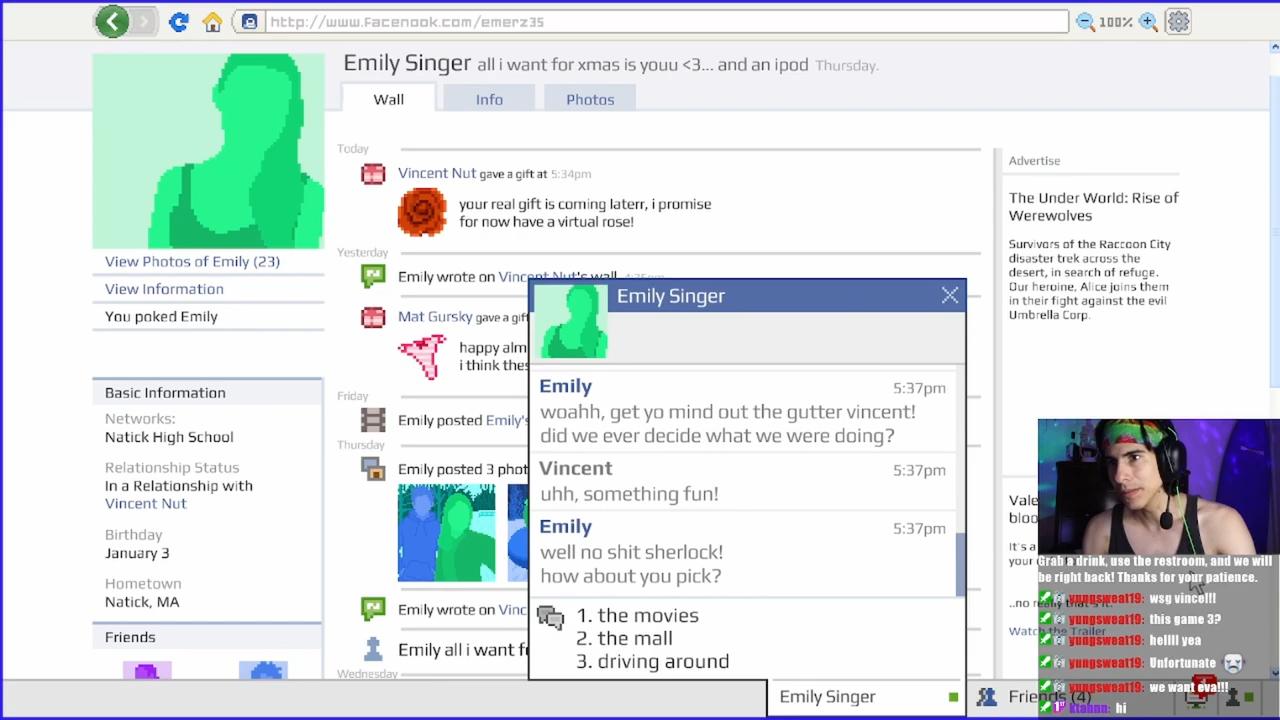 http://www.facenook.com/emerz35
100%
Emily Singer all i want for xmas is youu <3... and an ipod Thursday.
Wall
Info
Photos
View Photos of Emily (23)
View Information
You poked Emily
Basic Information
Networks:
Natick High School
Relationship Status
In a Relationship with
Vincent Nut
Birthday
January 3
Hometown
Natick, MA
Friends
Today
Vincent Nut gave a gift at 5:34pm
your real gift is coming laterr, i promise
for now have a virtual rose!
Yesterday
Emily wrote on Vincent Nut's wall 4:35pm
Mat Gursky gave a gift
happy alm
i think thes
Friday
Emily posted Emily's
Thursday
Emily posted 3 phot
Emily wrote on Vinc
Emily all i want f
Wednesday
Emily Singer
Emily 5:37pm
woahh, get yo mind out the gutter vincent!
did we ever decide what we were doing?
Vincent 5:37pm
uhh, something fun!
Emily 5:37pm
well no shit sherlock!
how about you pick?
1. the movies
2. the mall
3. driving around
Emily Singer
Friends (4)
Advertise
The Under World: Rise of
Werewolves
Survivors of the Raccoon City
disaster trek across the
desert, in search of refuge.
Our heroine, Alice joins them
in their fight against the evil
Umbrella Corp.
Vale
bloo
It's a
your
..no really that's it.
Watch the Trailer
Grab a drink, use the restroom, and we will
be right back! Thanks for your patience.
yungsweat19: wsg vince!!!
yungsweat19: this game 3?
yungsweat19: hellll yea
yungsweat19: Unfortunate
yungsweat19: we want eva!!!
ktahnn: hi